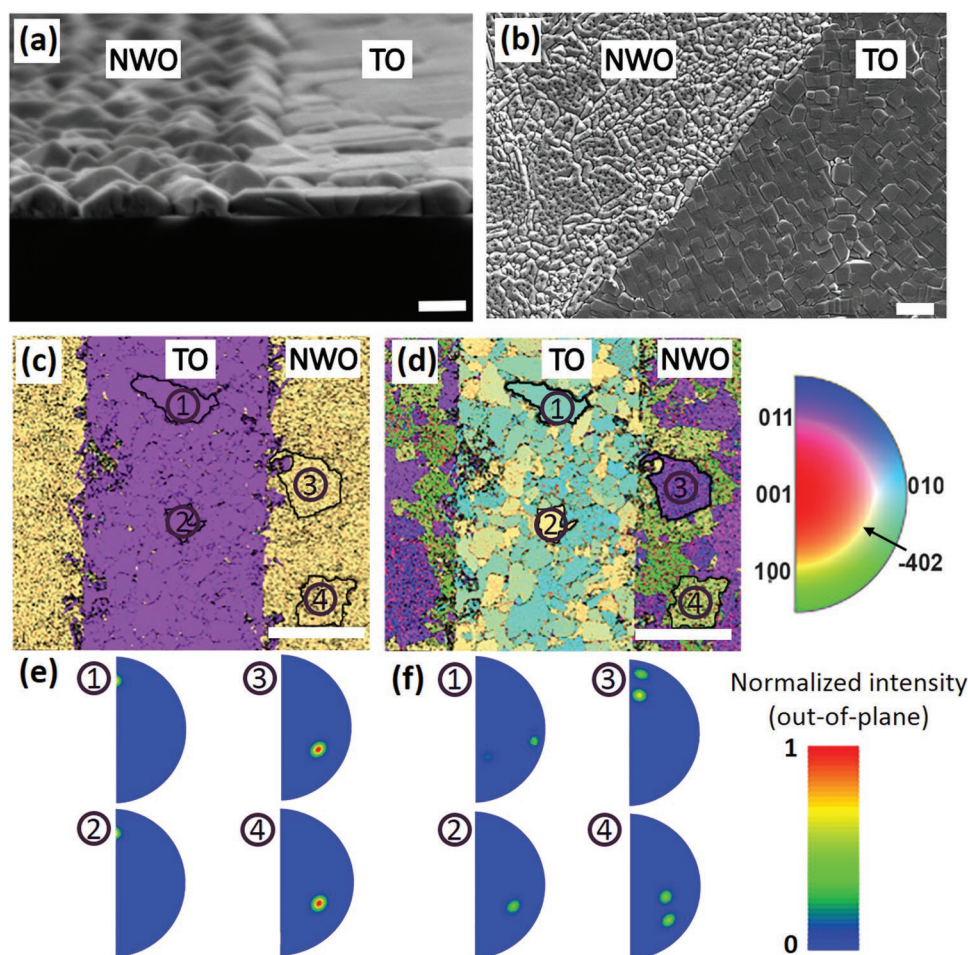 (a) NWO TO
(b) NWO TO
(c) TO NWO
1
2
3
4
(d) TO NWO
1
2
3
4
011
001
100
010
-402
(e) 1 3
2 4
(f) 1 3
2 4
Normalized intensity
(out-of-plane)
1
0